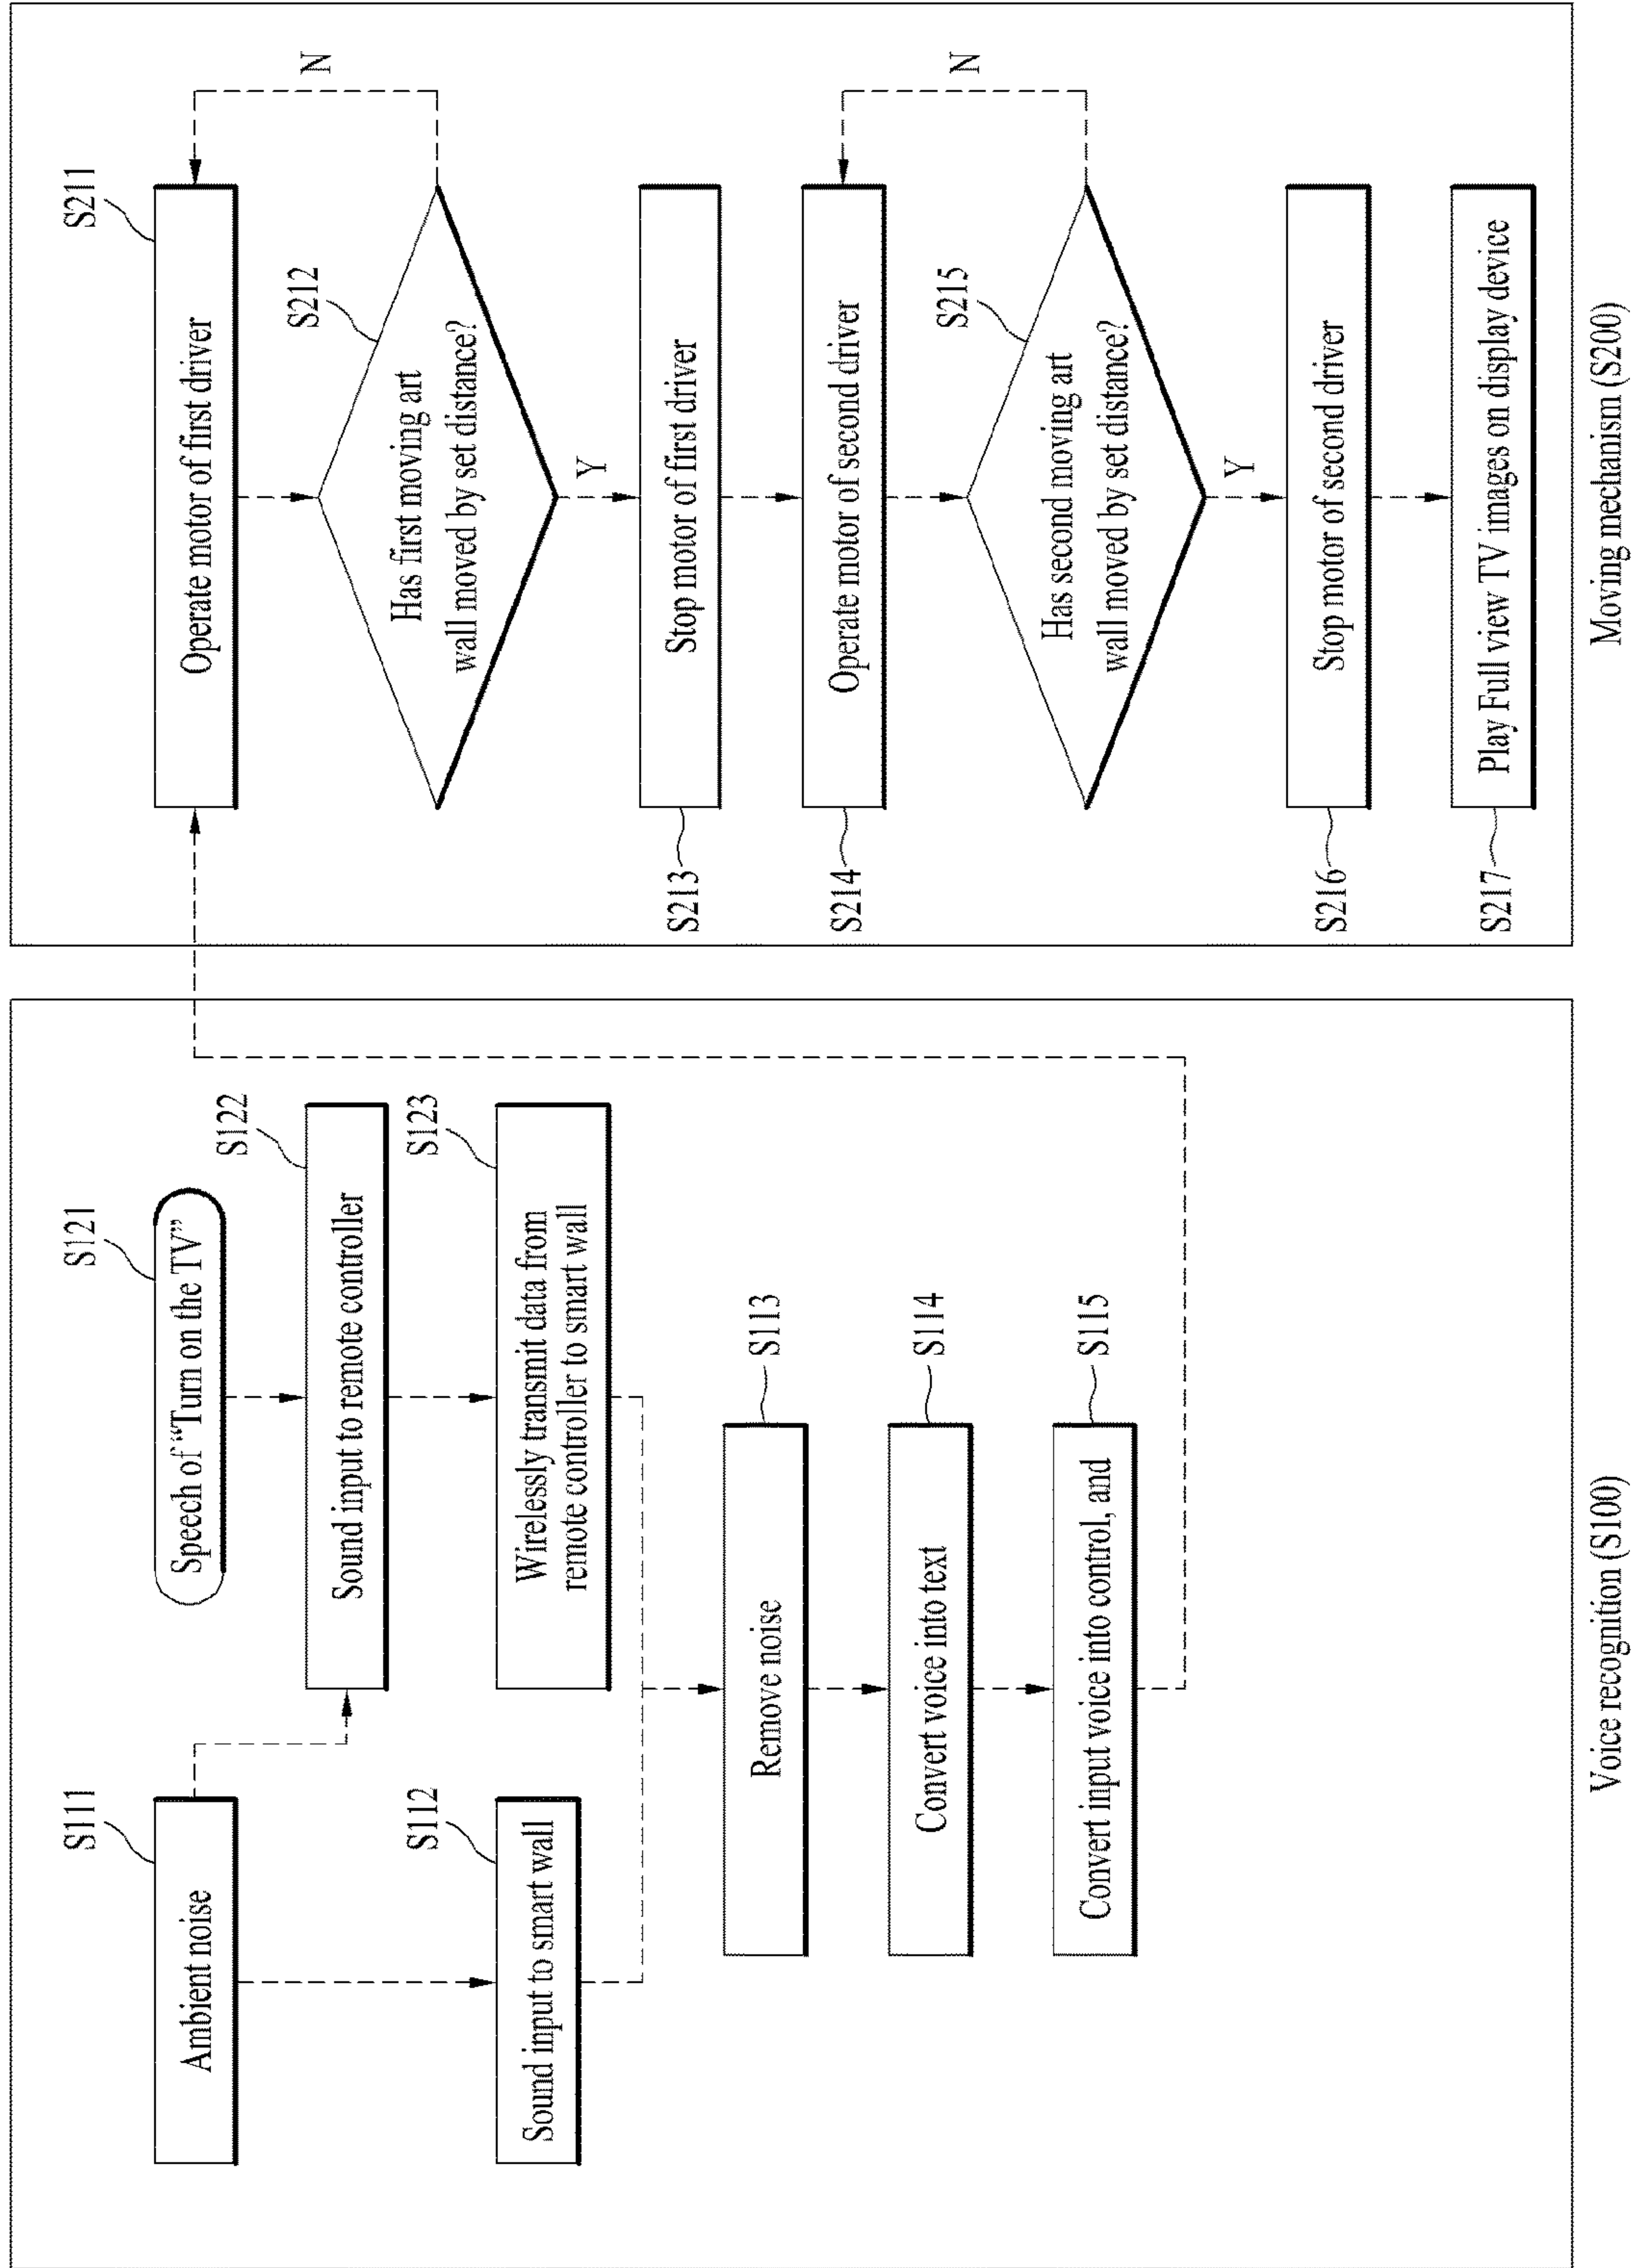 S111
Ambient noise
S121
Speech of “Turn on the TV”
S122
Sound input to remote controller
S112
Sound input to smart wall
S123
Wirelessly transmit data from
remote controller to smart wall
Remove noise
S113
Convert voice into text
S114
Convert input voice into control, and
S115
Voice recognition (S100)
S211
Operate motor of first driver
N
S212
Has first moving art
wall moved by set distance?
Y
S213
Stop motor of first driver
S214
Operate motor of second driver
N
S215
Has second moving art
wall moved by set distance?
Y
S216
Stop motor of second driver
S217
Play Full view TV images on display device
Moving mechanism (S200)